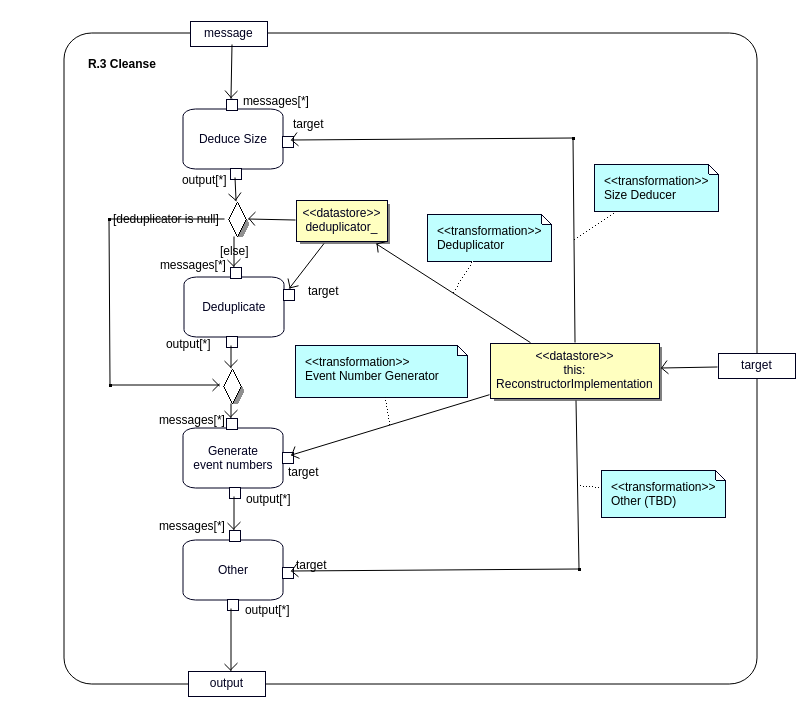 message
R.3 Cleanse
messages[*]
target
Deduce Size
output[*]
<<transformation>>
Size Deducer
<<datastore>>
deduplicator_
[deduplicator is null]
<<transformation>>
Deduplicator
[else]
messages[*]
target
Deduplicate
output[*]
<<transformation>>
Event Number Generator
<<datastore>>
this:
ReconstructorImplementation
target
messages[*]
Generate
event numbers
target
output[*]
<<transformation>>
Other (TBD)
messages[*]
target
Other
output[*]
output